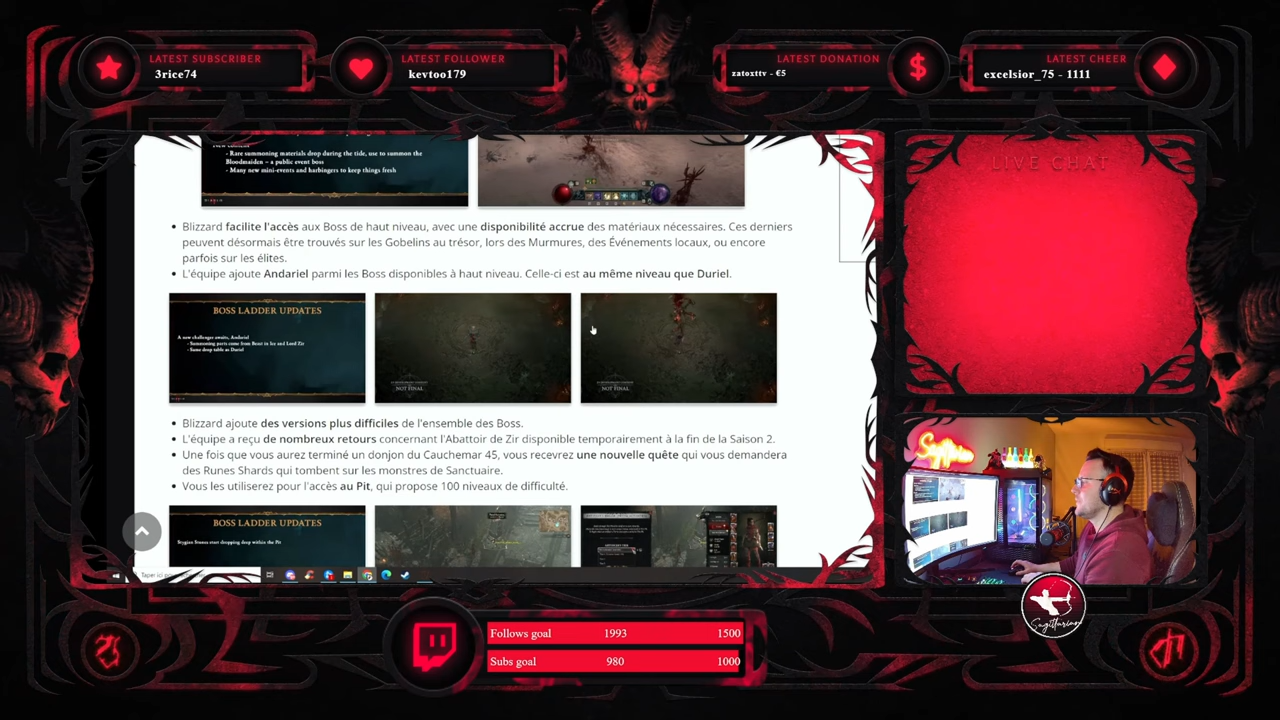 LATEST SUBSCRIBER
3rice74
LATEST FOLLOWER
kevtoo179
LATEST DONATION
zatoxttv - €5
LATEST CHEER
excelsior_75 - 1111
- Rare summoning materials drop during the tide, use to summon the
Bloodmaiden – a public event boss
- Many new mini-events and harbingers to keep things fresh
LIVE CHAT
• Blizzard facilite l'accès aux Boss de haut niveau, avec une disponibilité accrue des matériaux nécessaires. Ces derniers
peuvent désormais être trouvés sur les Gobelins au trésor, lors des Murmures, des Événements locaux, ou encore
parfois sur les élites.
• L'équipe ajoute Andariel parmi les Boss disponibles à haut niveau. Celle-ci est au même niveau que Duriel.
BOSS LADDER UPDATES
A new challenger awaits, Andariel
- Summoning parts come from Beast in Ice and Lord Zir
- Same drop table as Duriel
NOT FINAL
NOT FINAL
• Blizzard ajoute des versions plus difficiles de l'ensemble des Boss.
• L'équipe a reçu de nombreux retours concernant l'Abattoir de Zir disponible temporairement à la fin de la Saison 2.
• Une fois que vous aurez terminé un donjon du Cauchemar 45, vous recevrez une nouvelle quête qui vous demandera
des Runes Shards qui tombent sur les monstres de Sanctuaire.
• Vous les utiliserez pour l'accès au Pit, qui propose 100 niveaux de difficulté.
BOSS LADDER UPDATES
Stygian Stones start dropping deep within the Pit
Taper ici
Sagittarius
Follows goal 1993 1500
Subs goal 980 1000